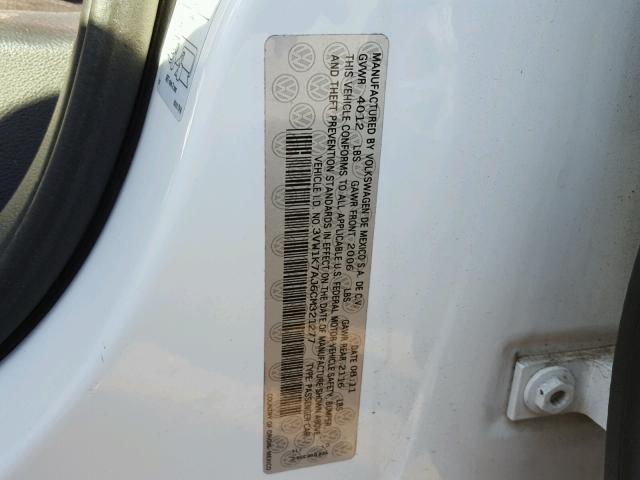 MANUFACTURED BY VOLKSWAGEN DE MEXICO S.A. DE C.V. DATE 08:11
GVWR 4012 LBS GAWR FRONT 2006 LBS GAWR REAR 2116 LBS
THIS VEHICLE CONFORMS TO ALL APPLICABLE U.S. FEDERAL MOTOR VEHICLE SAFETY, BUMPER
AND THEFT PREVENTION STANDARDS IN EFFECT ON THE DATE OF MANUFACTURE SHOWN ABOVE.
VEHICLE I.D. NO 3VW1K7AJ6CM321277 TYPE: PASSENGER CAR
COUNTRY OF ORIGIN: MEXICO